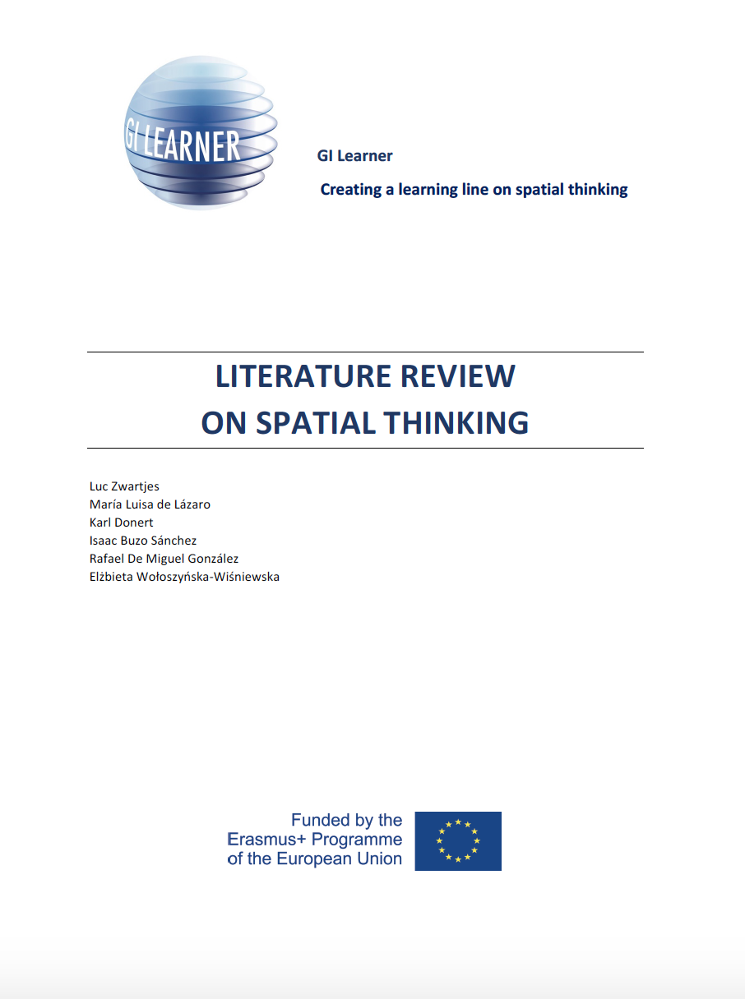 GI LEARNER
GI Learner
Creating a learning line on spatial thinking
LITERATURE REVIEW
ON SPATIAL THINKING
Luc Zwartjes
María Luisa de Lázaro
Karl Donert
Isaac Buzo Sánchez
Rafael De Miguel González
Elżbieta Wołoszyńska-Wiśniewska
Funded by the
Erasmus+ Programme
of the European Union